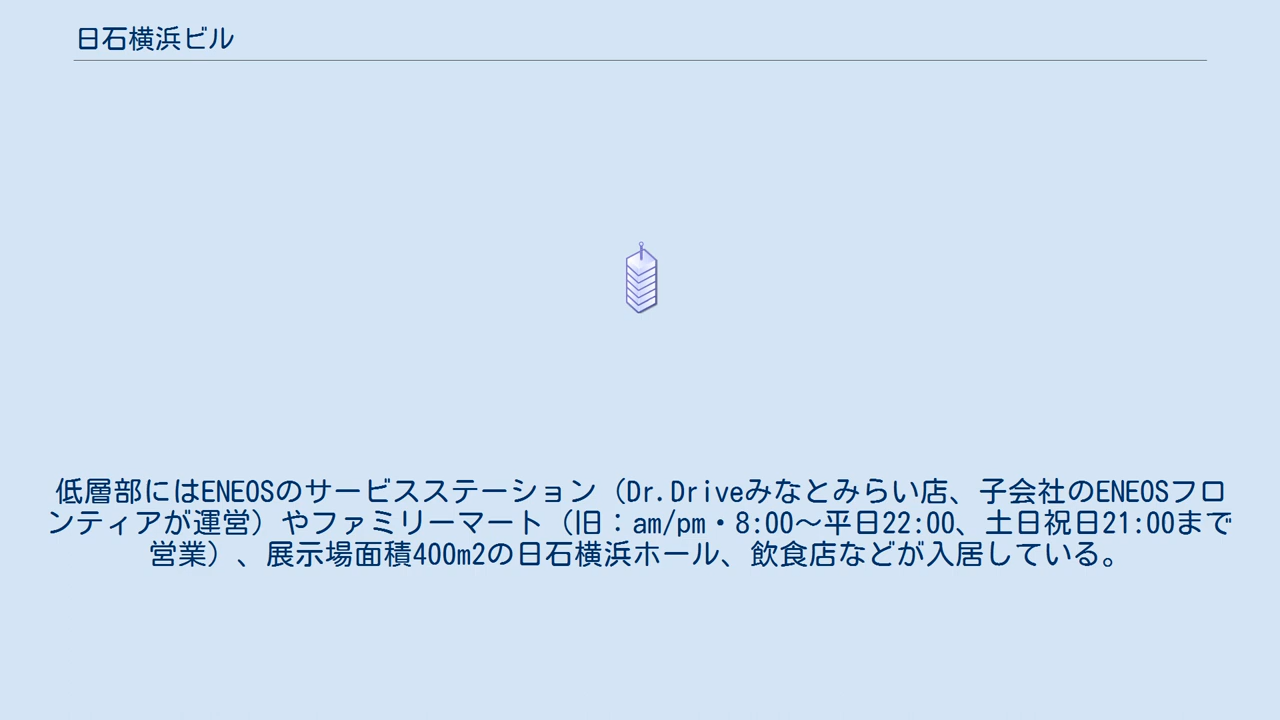 日石横浜ビル
低層部にはENEOSのサービスステーション（Dr.Driveみなとみらい店、子会社のENEOSフロ
ンティアが運営）やファミリーマート（旧：am/pm・8:00〜平日22:00、土日祝日21:00まで
営業）、展示場面積400m2の日石横浜ホール、飲食店などが入居している。